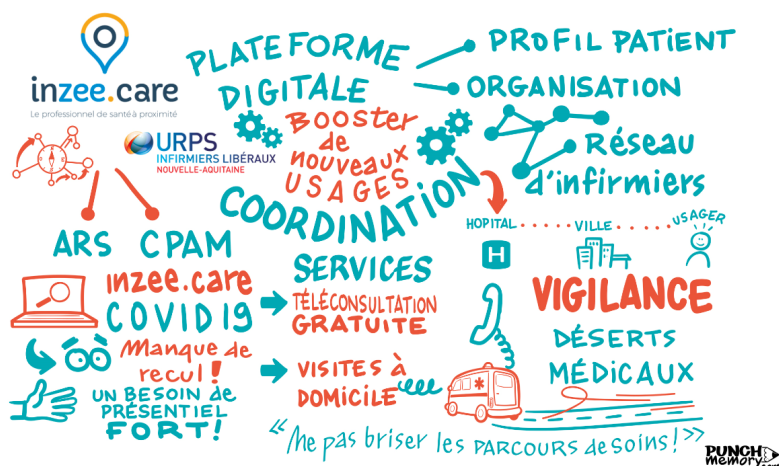 inzee.care
Le professionnel de santé à proximité
URPS
INFIRMIERS LIBÉRAUX
NOUVELLE-AQUITAINE
ARS CPAM
inzee.care
COVID19
Manque de
recul!
UN BESOIN de
PRÉSENTIEL
FORT!
PLATEFORME
DIGITALE
Booster
de
nouveaux
USAGES
COORDINATION
SERVICES
TÉLÉCONSULTATION
GRATUITE
VISITES à
DOMICILE
PROFIL PATIENT
ORGANISATION
Réseau
d'infirmiers
HOPITAL VILLE USAGER
H
VIGILANCE
DÉSERTS
MÉDICAUX
"Ne pas briser les PARCOURS de soins!>>
PUNCH
Memory